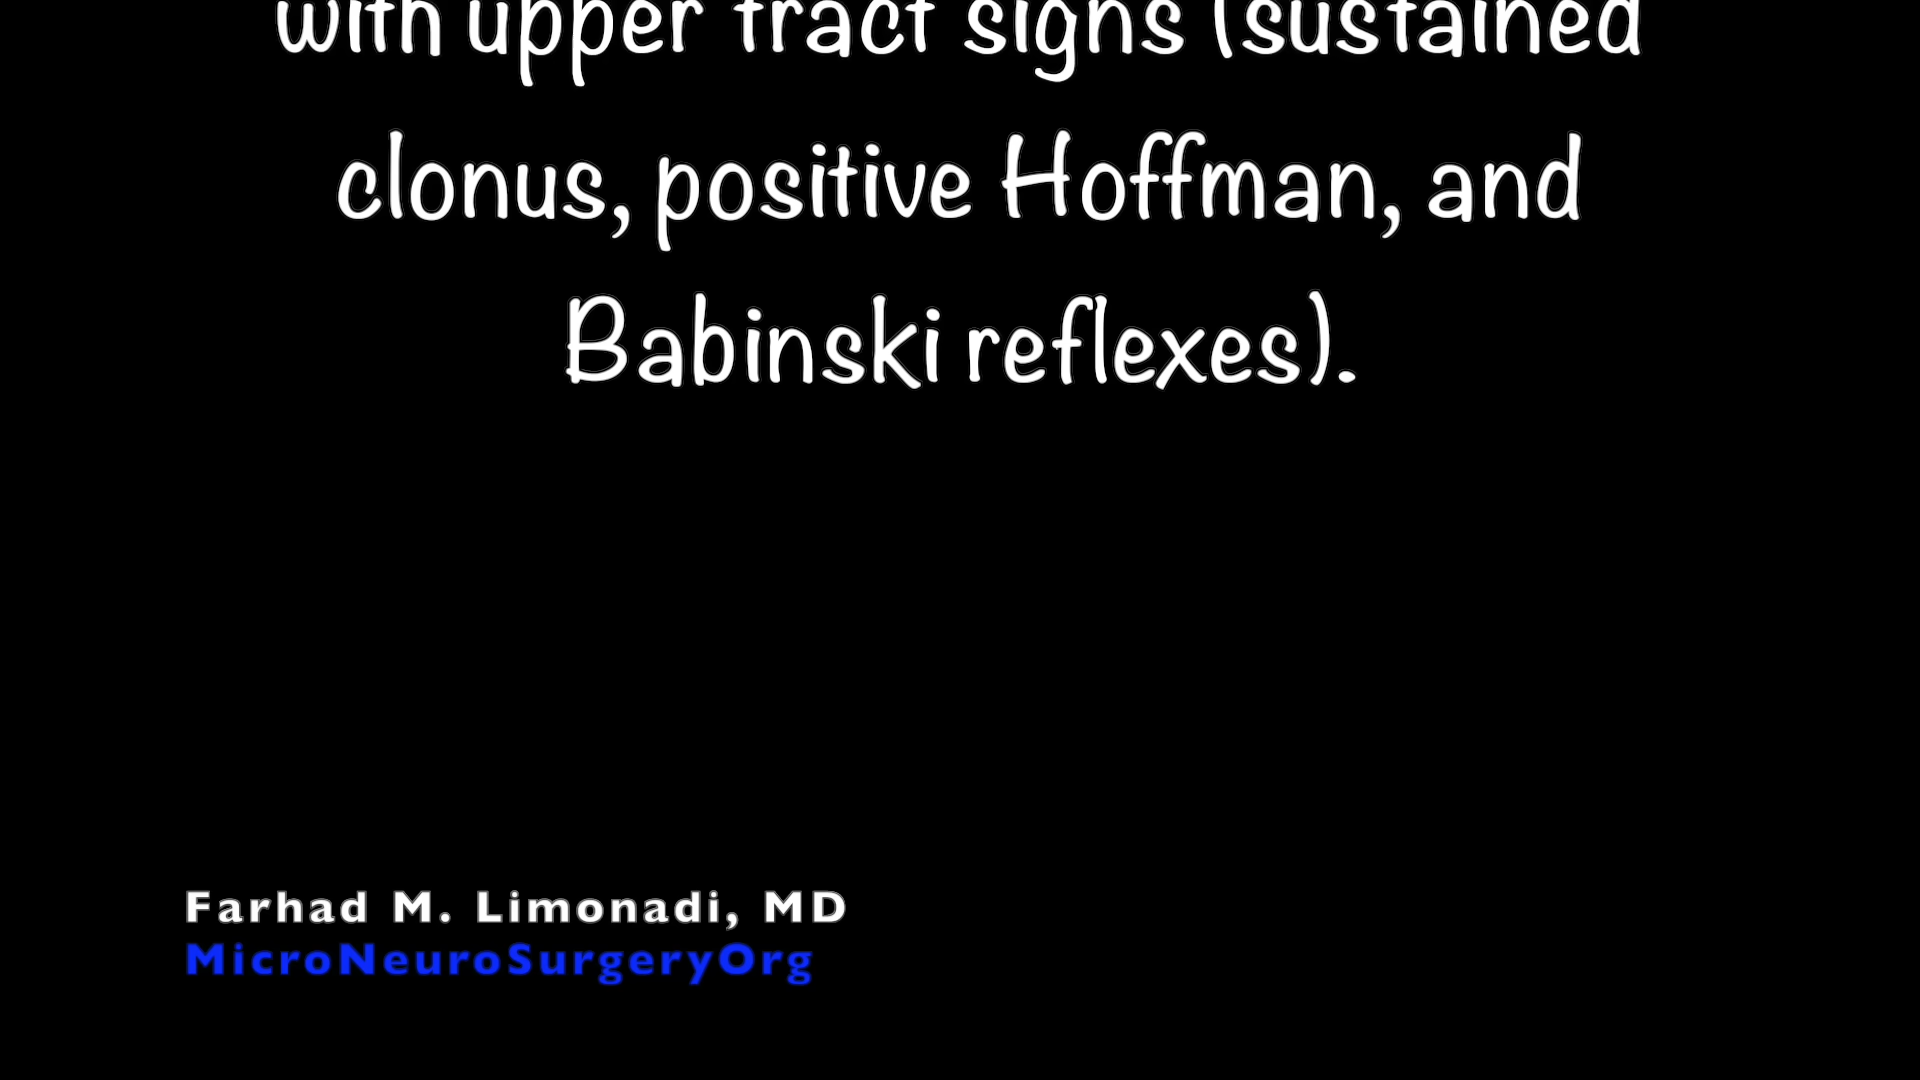 with upper tract signs (sustained
clonus, positive Hoffman, and
Babinski reflexes).
Farhad M. Limonadi, MD
MicroNeuroSurgeryOrg